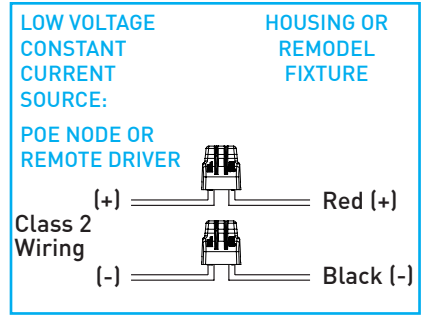 LOW VOLTAGE
CONSTANT
CURRENT
SOURCE:
POE NODE OR
REMOTE DRIVER
HOUSING OR
REMODEL
FIXTURE
(+)
Red (+)
Class 2
Wiring
(-)
Black (-)